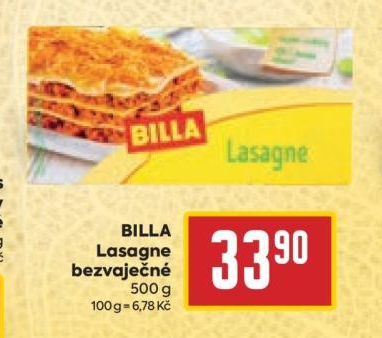 BILLA
Lasagne
BILLA
Lasagne
bezvaječné
500 g
100 g = 6,78 Kč
33 90